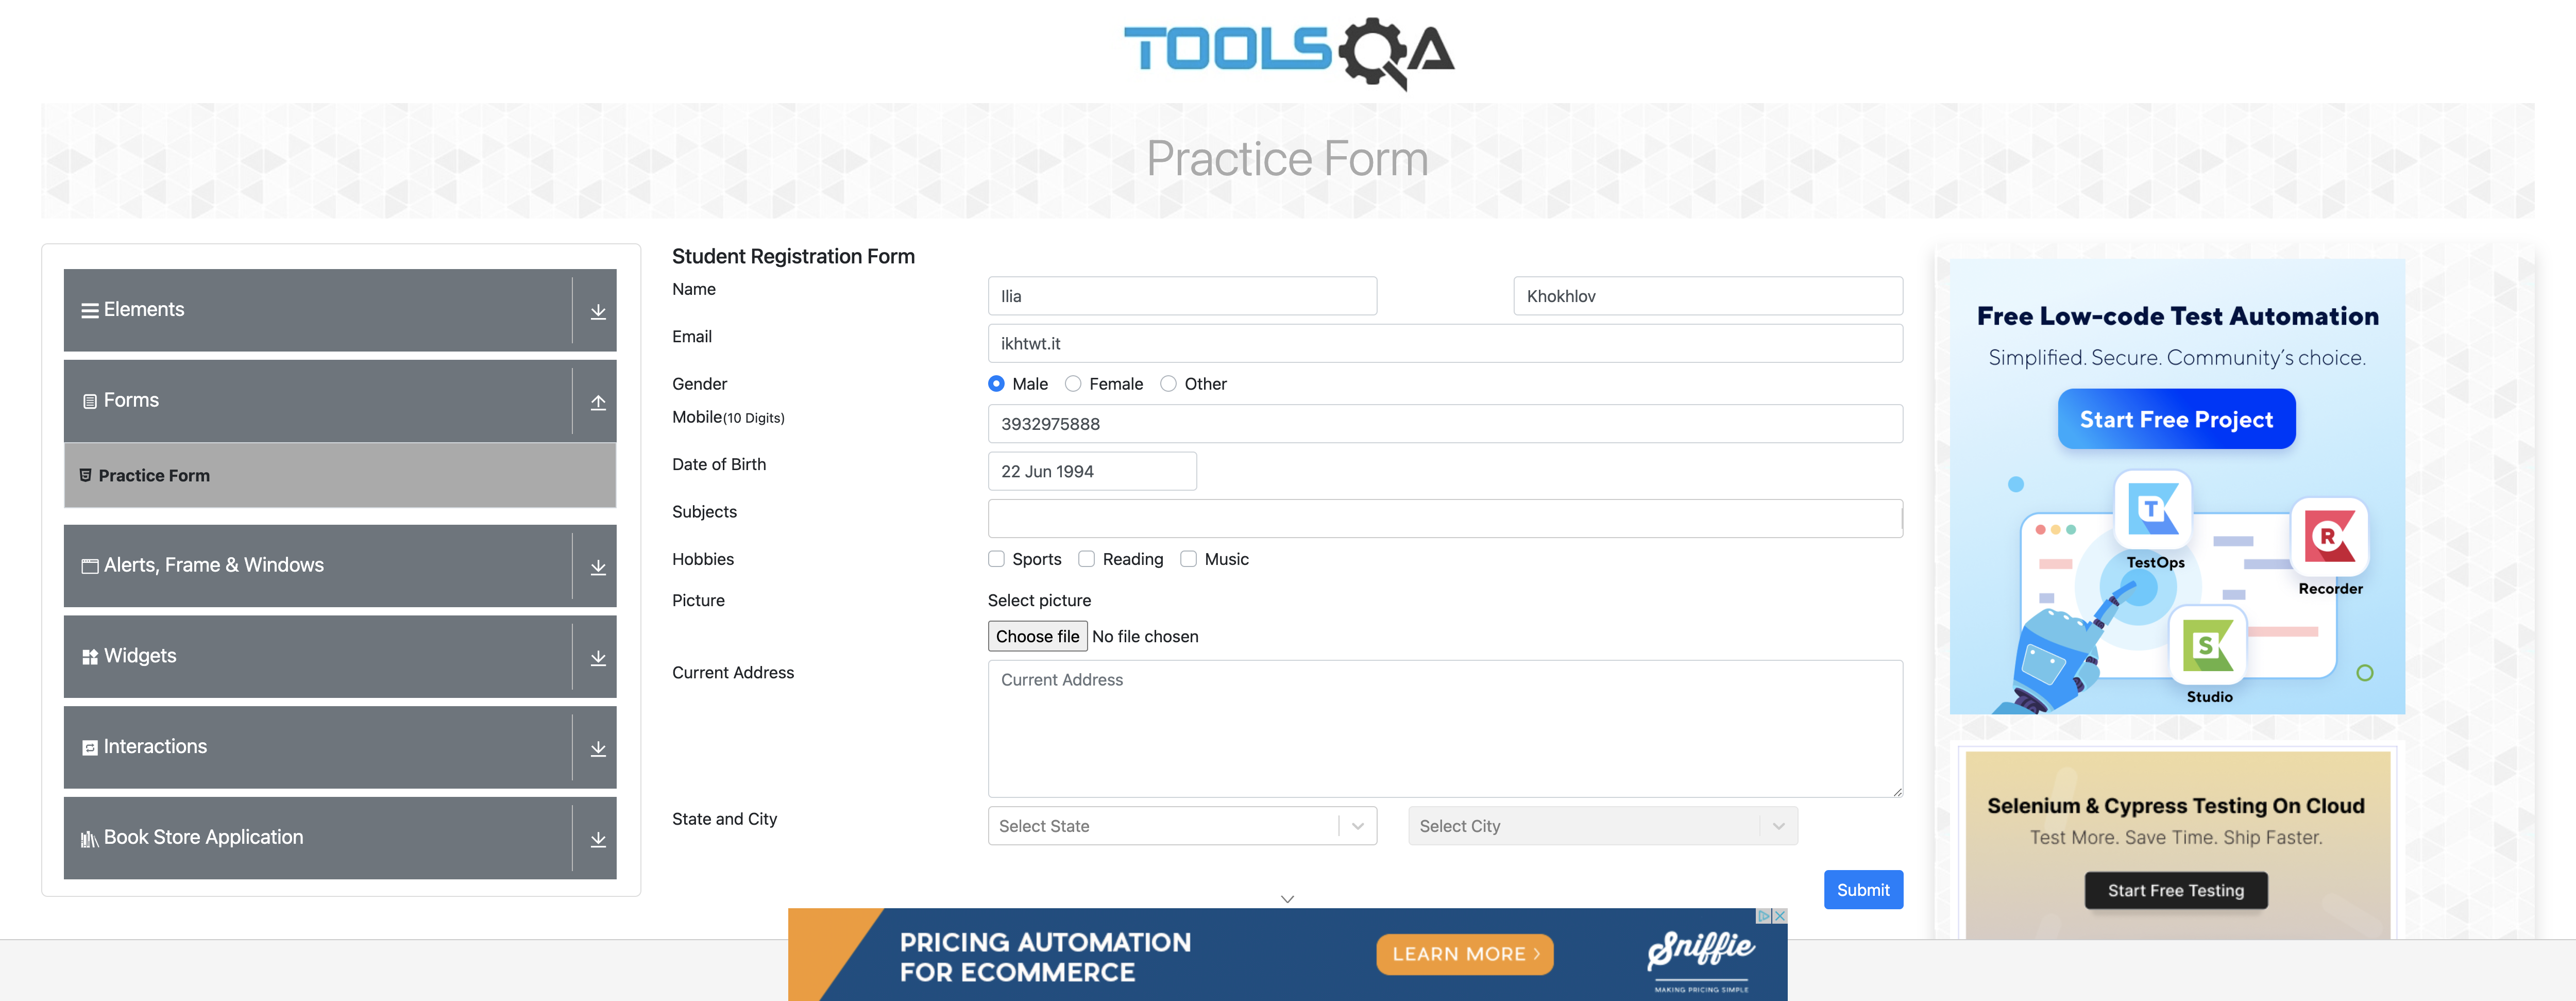 TOOLSQA
Practice Form
Elements
Forms
Practice Form
Alerts, Frame & Windows
Widgets
Interactions
Book Store Application
Student Registration Form
Name
Ilia
Khokhlov
Email
ikhtwt.it
Gender
Male Female Other
Mobile(10 Digits)
3932975888
Date of Birth
22 Jun 1994
Subjects
Hobbies
Sports Reading Music
Picture
Select picture
Choose file No file chosen
Current Address
Current Address
State and City
Select State
Select City
Submit
Free Low-code Test Automation
Simplified. Secure. Community's choice.
Start Free Project
T
TestOps
R
Recorder
S
Studio
Selenium & Cypress Testing On Cloud
Test More. Save Time. Ship Faster.
Start Free Testing
PRICING AUTOMATION
FOR ECOMMERCE
LEARN MORE >
Sniffie
MAKING PRICING SIMPLE